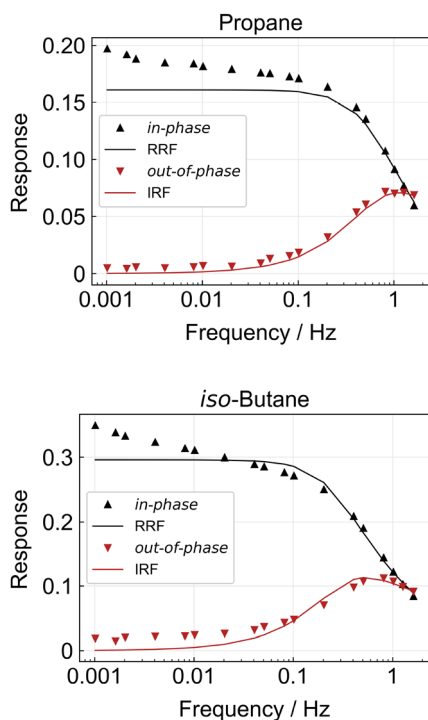 Propane
0.20
0.15
0.10
0.05
0
Response
in-phase
RRF
out-of-phase
IRF
0.001
0.01
0.1
1
Frequency / Hz
iso-Butane
0.3
0.2
0.1
0
Response
in-phase
RRF
out-of-phase
IRF
0.001
0.01
0.1
1
Frequency / Hz